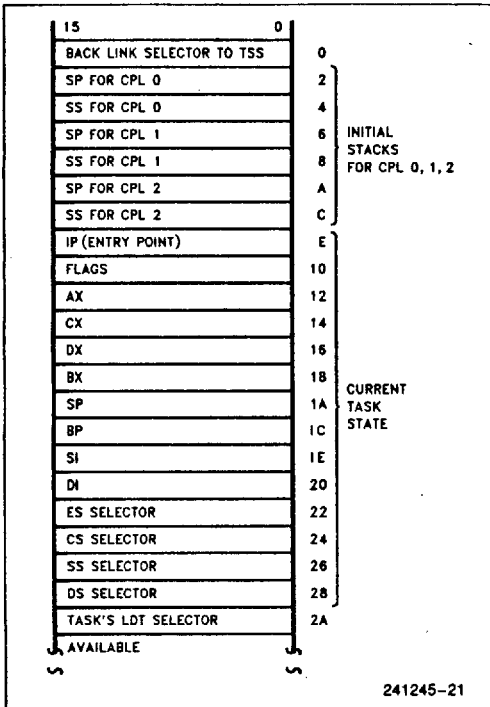 15 0
BACK LINK SELECTOR TO TSS 0
SP FOR CPL 0 2
SS FOR CPL 0 4
SP FOR CPL 1 6
SS FOR CPL 1 8
SP FOR CPL 2 A
SS FOR CPL 2 C
INITIAL
STACKS
FOR CPL 0, 1, 2
IP (ENTRY POINT) E
FLAGS 10
AX 12
CX 14
DX 16
BX 18
SP 1A
BP 1C
SI 1E
DI 20
ES SELECTOR 22
CS SELECTOR 24
SS SELECTOR 26
DS SELECTOR 28
CURRENT
TASK
STATE
TASK'S LDT SELECTOR 2A
AVAILABLE
241245-21